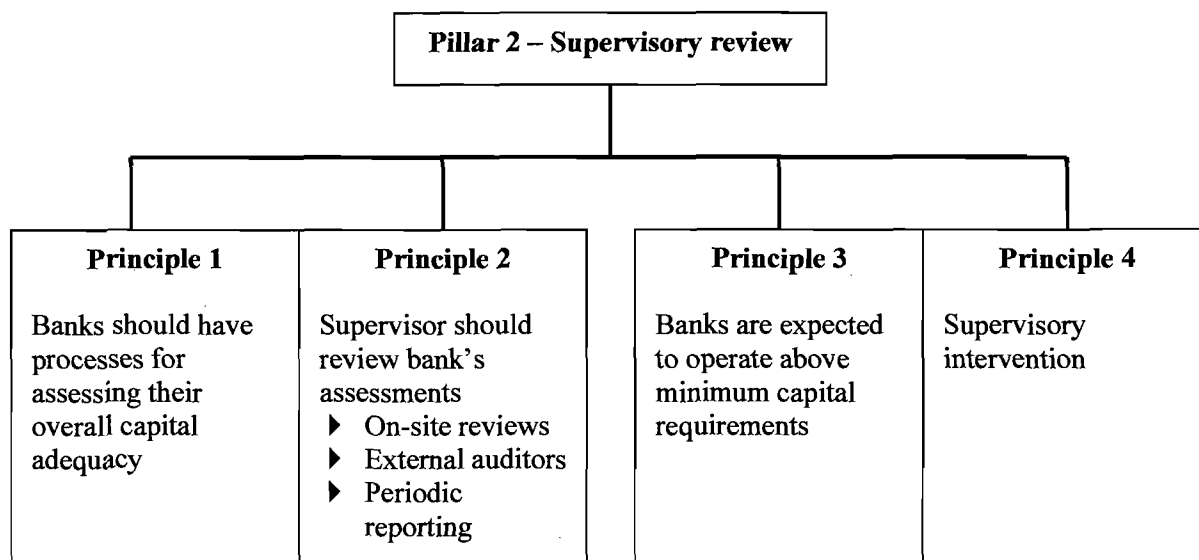 Pillar 2 – Supervisory review
Principle 1
Banks should have
processes for
assessing their
overall capital
adequacy
Principle 2
Supervisor should
review bank's
assessments
▶ On-site reviews
▶ External auditors
▶ Periodic
reporting
Principle 3
Banks are expected
to operate above
minimum capital
requirements
Principle 4
Supervisory
intervention